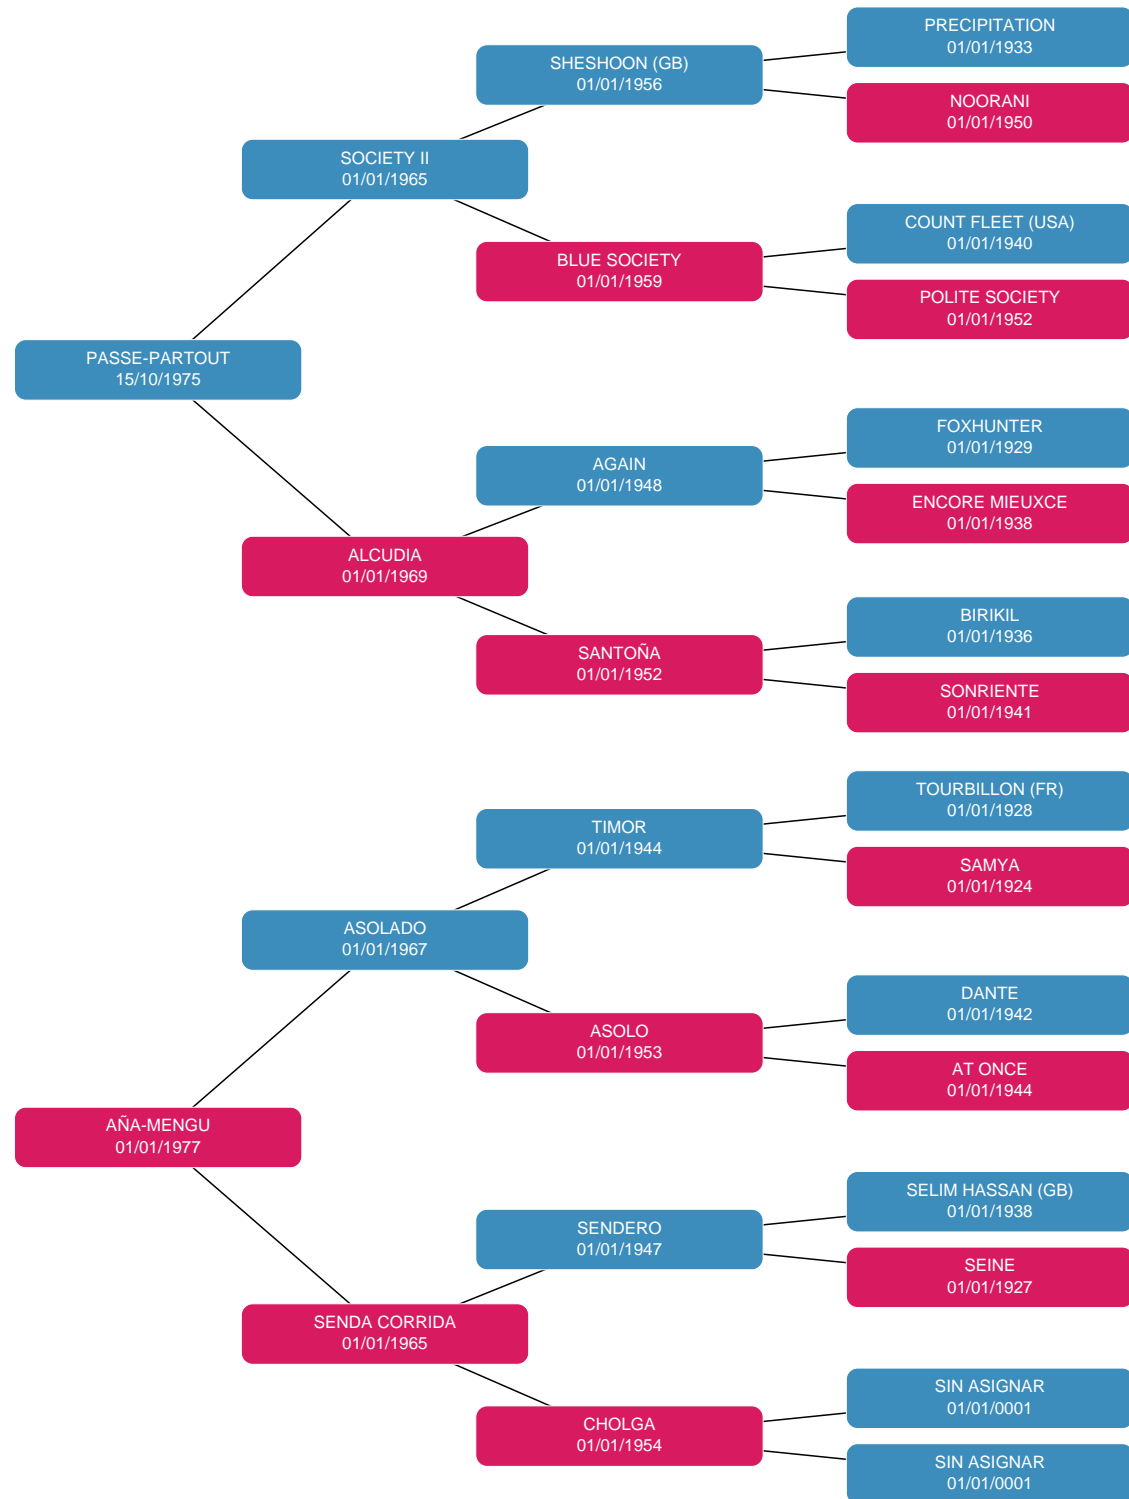 PRECIPITATION
01/01/1933
SHESHOON (GB)
01/01/1956
NOORANI
01/01/1950
SOCIETY II
01/01/1965
COUNT FLEET (USA)
01/01/1940
BLUE SOCIETY
01/01/1959
POLITE SOCIETY
01/01/1952
PASSE-PARTOUT
15/10/1975
FOXHUNTER
01/01/1929
AGAIN
01/01/1948
ENCORE MIEUXCE
01/01/1938
ALCUDIA
01/01/1969
BIRIKIL
01/01/1936
SANTOÑA
01/01/1952
SONRIENTE
01/01/1941
TOURBILLON (FR)
01/01/1928
TIMOR
01/01/1944
SAMYA
01/01/1924
ASOLADO
01/01/1967
DANTE
01/01/1942
ASOLO
01/01/1953
AT ONCE
01/01/1944
AÑA-MENGU
01/01/1977
SELIM HASSAN (GB)
01/01/1938
SENDERO
01/01/1947
SEINE
01/01/1927
SENDA CORRIDA
01/01/1965
SIN ASIGNAR
01/01/0001
CHOLGA
01/01/1954
SIN ASIGNAR
01/01/0001